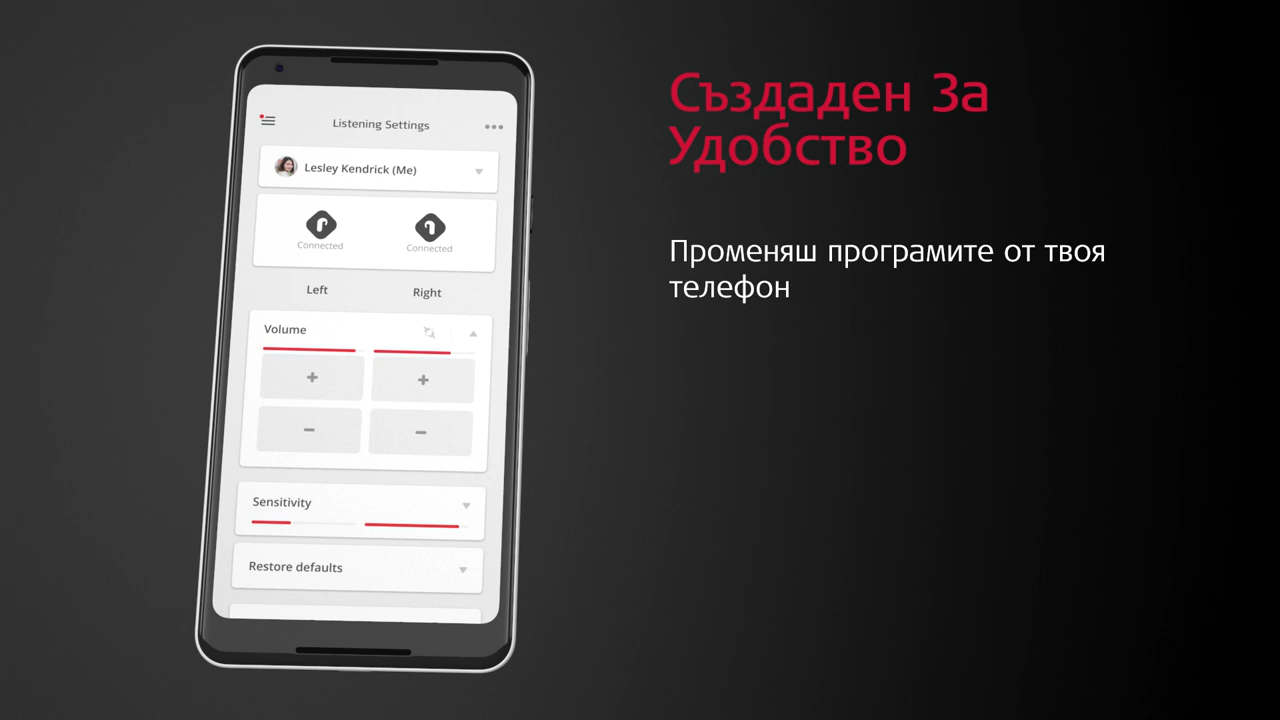 Listening Settings
Lesley Kendrick (Me)
Connected Connected
Left Right
Volume
+ +
− −
Sensitivity
Restore defaults
Създаден За
Удобство
Променяш програмите от твоя
телефон